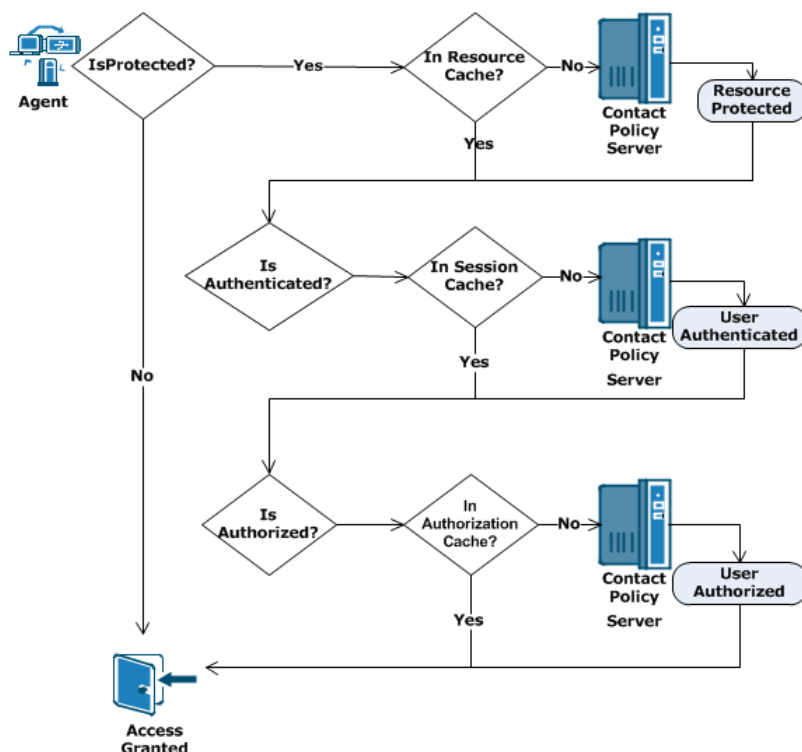 Agent
IsProtected?
Yes
In Resource
Cache?
No
Contact
Policy
Server
Resource
Protected
Yes
Is
Authenticated?
In Session
Cache?
No
Contact
Policy
Server
User
Authenticated
Yes
No
Is
Authorized?
In
Authorization
Cache?
No
Contact
Policy
Server
User
Authorized
Yes
Access
Granted